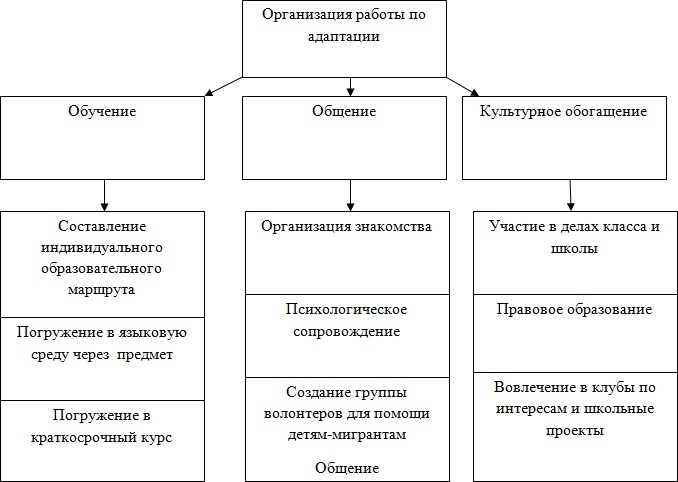 Организация работы по
адаптации
Обучение
Общение
Культурное обогащение
Составление
индивидуального
образовательного
маршрута
Погружение в языковую
среду через предмет
Погружение в
краткосрочный курс
Организация знакомства
Психологическое
сопровождение
Создание группы
волонтеров для помощи
детям-мигрантам
Общение
Участие в делах класса и
школы
Правовое образование
Вовлечение в клубы по
интересам и школьные
проекты